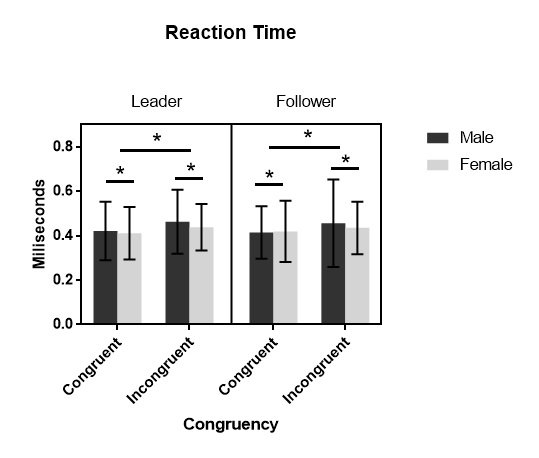 Reaction Time
Leader
Follower
Male
Female
*
*
*
*
*
*
0.8
0.6
0.4
0.2
0.0
Miliseconds
Congruent
Incongruent
Congruent
Incongruent
Congruency